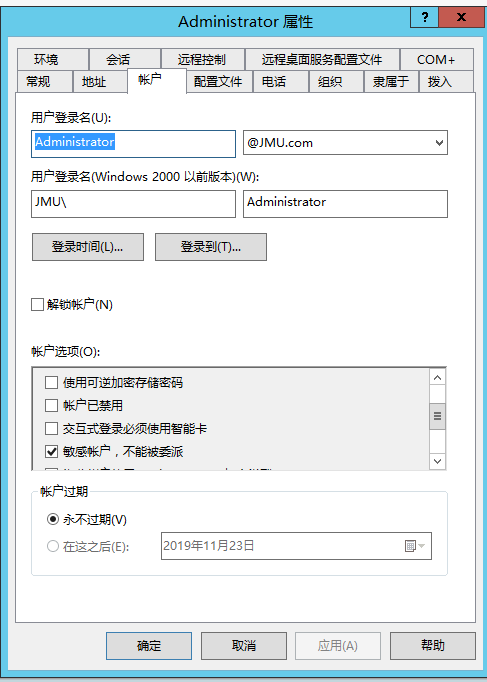 Administrator 属性
? x
环境 会话 远程控制 远程桌面服务配置文件 COM+
常规 地址 帐户 配置文件 电话 组织 隶属于 拨入
用户登录名(U):
Administrator @JMU.com
用户登录名(Windows 2000 以前版本)(W):
JMU\ Administrator
登录时间(L)... 登录到(T)...
解锁帐户(N)
帐户选项(O):
使用可逆加密存储密码
帐户已禁用
交互式登录必须使用智能卡
敏感帐户，不能被委派
帐户过期
永不过期(V)
在这之后(E): 2019年11月23日
确定 取消 应用(A) 帮助